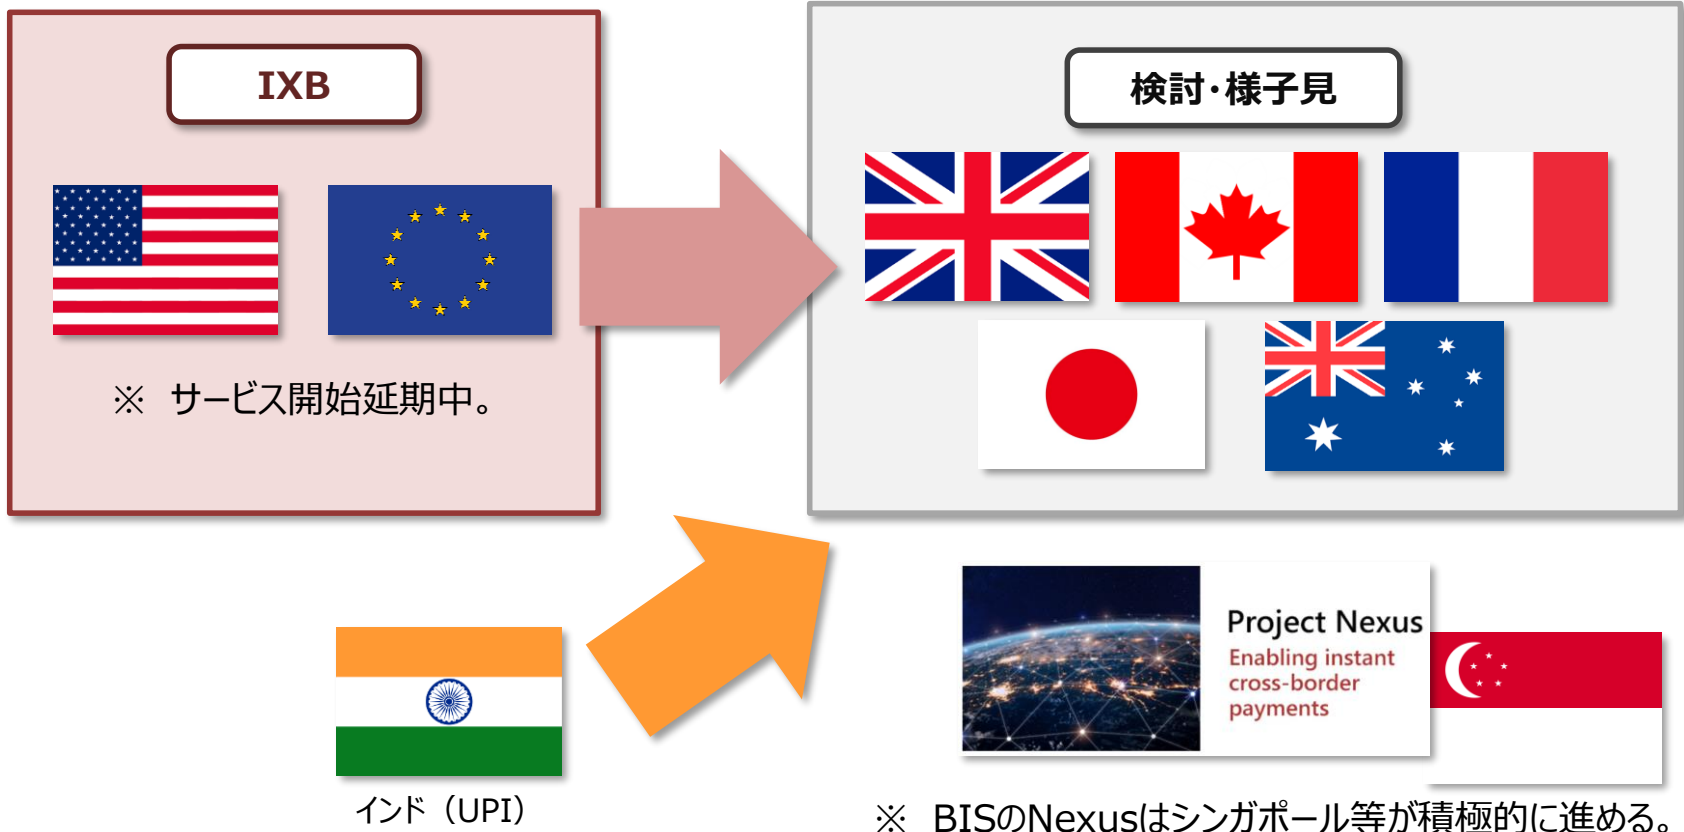 IXB
※ サービス開始延期中。
検討・様子見
インド（UPI）
Project Nexus
Enabling instant
cross-border
payments
※ BISのNexusはシンガポール等が積極的に進める。